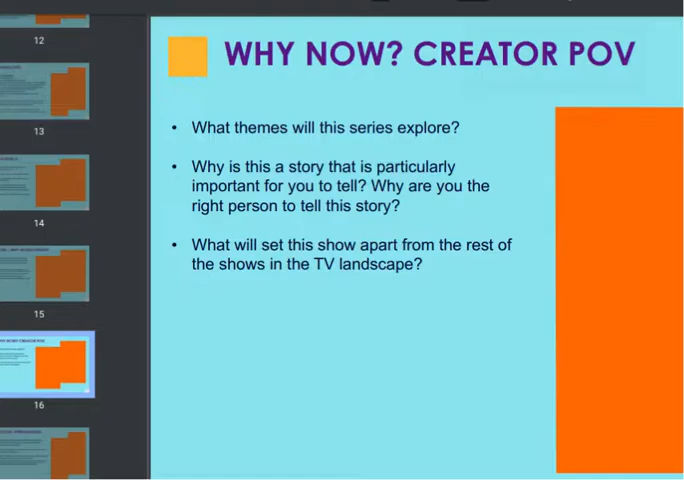 12
13
14
15
16
WHY NOW? CREATOR POV
• What themes will this series explore?
• Why is this a story that is particularly
important for you to tell? Why are you the
right person to tell this story?
• What will set this show apart from the rest of
the shows in the TV landscape?